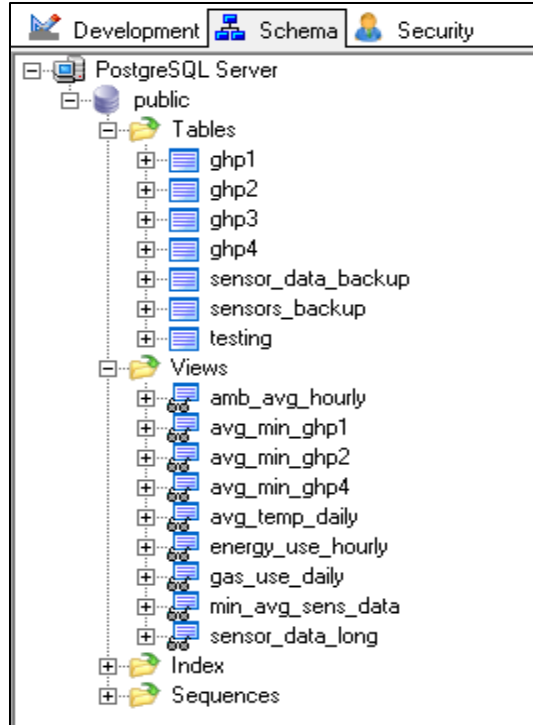 Development Schema Security
PostgreSQL Server
public
Tables
ghp1
ghp2
ghp3
ghp4
sensor_data_backup
sensors_backup
testing
Views
amb_avg_hourly
avg_min_ghp1
avg_min_ghp2
avg_min_ghp4
avg_temp_daily
energy_use_hourly
gas_use_daily
min_avg_sens_data
sensor_data_long
Index
Sequences